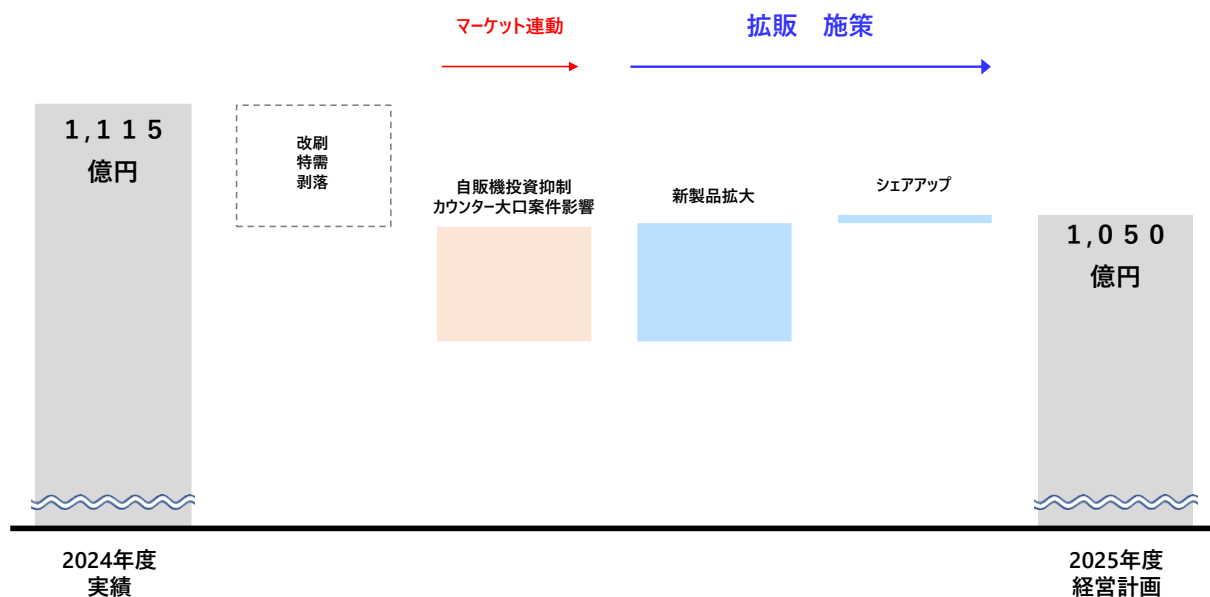 マーケット連動
拡販　施策
１,１１５
億円
改刷
特需
剥落
自販機投資抑制
カウンター大口案件影響
新製品拡大
シェアアップ
１,０５０
億円
2024年度
実績
2025年度
経営計画